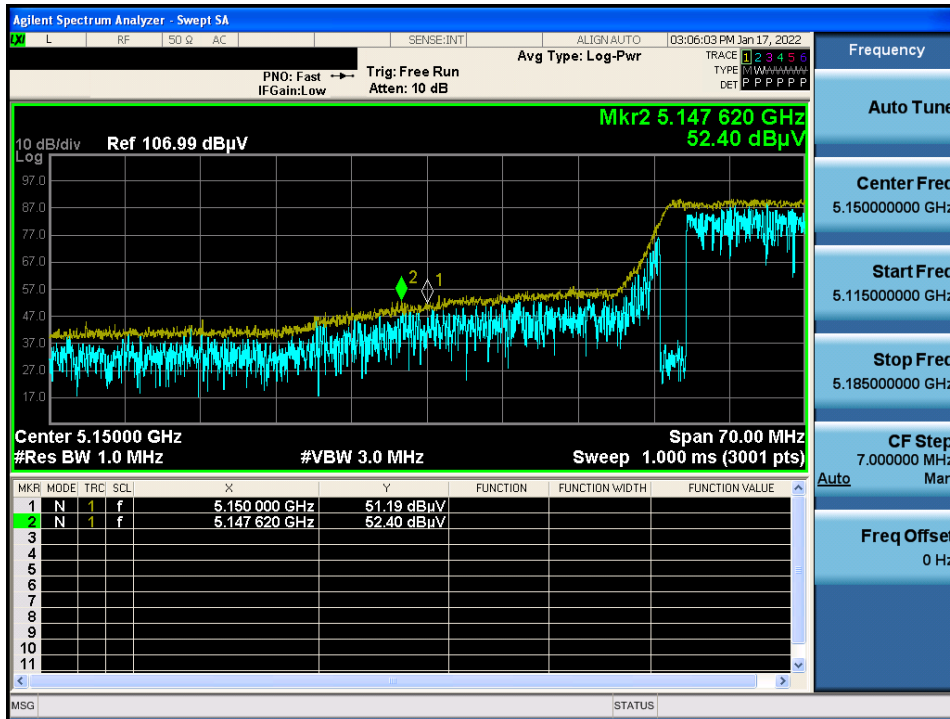 Agilent Spectrum Analyzer - Swept SA
LXI L RF 50 Ω AC SENSE:INT ALIGN AUTO 03:06:03 PM Jan 17, 2022
Frequency
Avg Type: Log-Pwr
TRACE 1 2 3 4 5 6
PNO: Fast Trig: Free Run
TYPE M W W W W W
IFGain:Low Atten: 10 dB
DET P P P P P P
Auto Tune
Mkr2 5.147 620 GHz
52.40 dBµV
10 dB/div Ref 106.99 dBµV
Log
97.0
87.0
77.0
67.0
57.0
47.0
37.0
27.0
17.0
2 1
Center Freq
5.150000000 GHz
Start Freq
5.115000000 GHz
Stop Freq
5.185000000 GHz
Center 5.15000 GHz Span 70.00 MHz
#Res BW 1.0 MHz #VBW 3.0 MHz Sweep 1.000 ms (3001 pts)
CF Step
7.000000 MHz
Auto Man
MKR MODE TRC SCL X Y FUNCTION FUNCTION WIDTH FUNCTION VALUE
1 N 1 f 5.150 000 GHz 51.19 dBµV
2 N 1 f 5.147 620 GHz 52.40 dBµV
3
4
5
6
7
8
9
10
11
Freq Offset
0 Hz
MSG STATUS